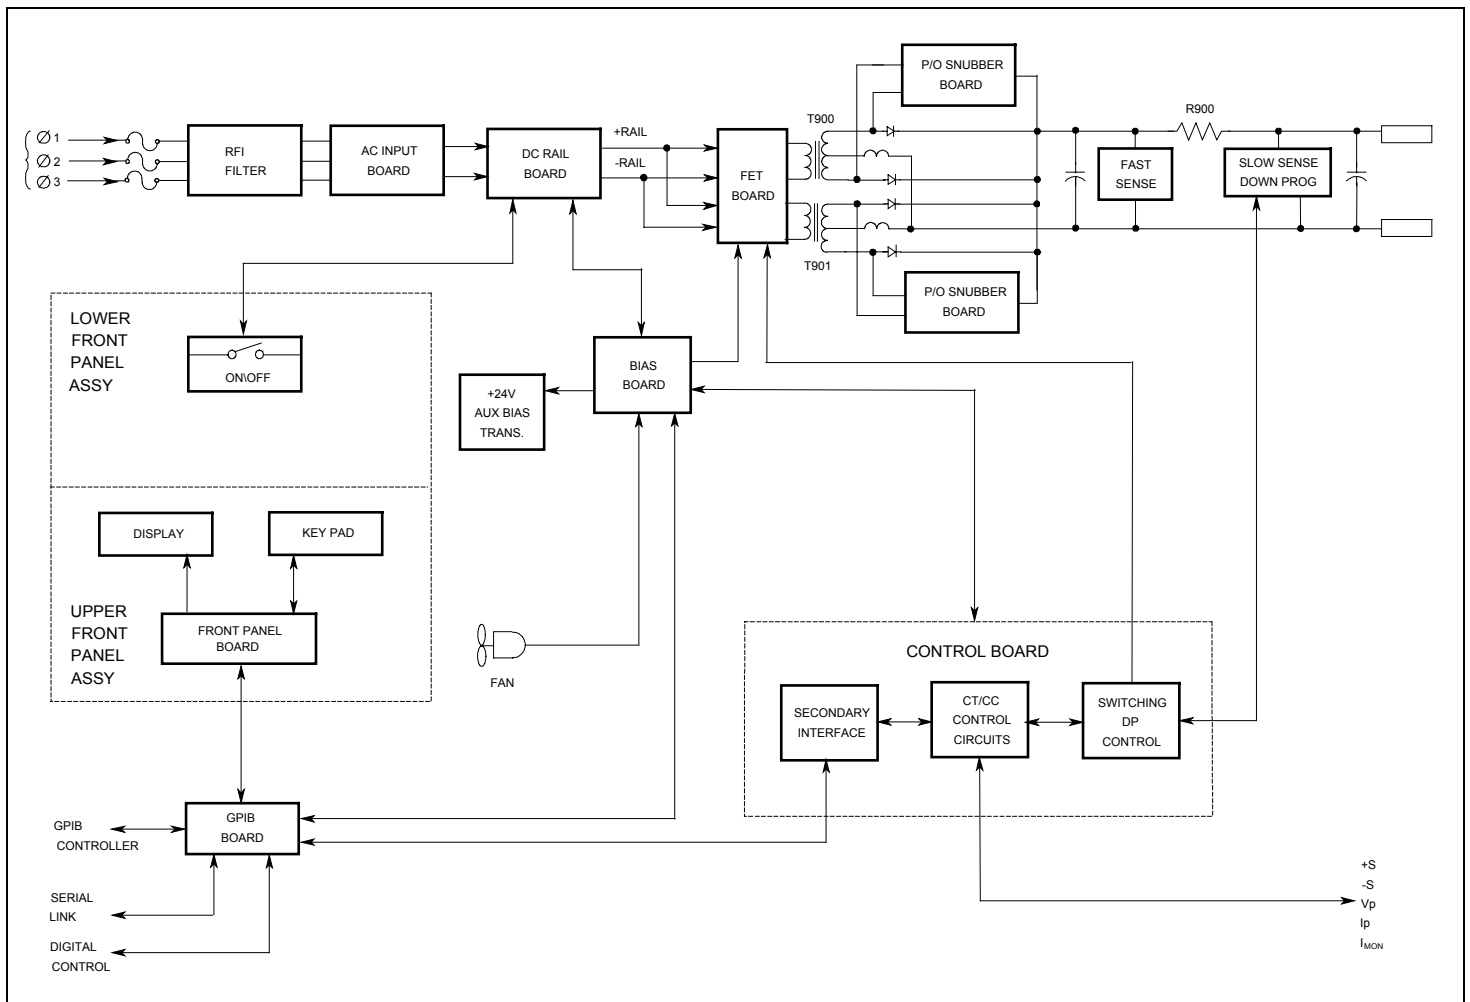 P/O SNUBBER
BOARD
Ø 1
Ø 2
Ø 3
RFI
FILTER
AC INPUT
BOARD
DC RAIL
BOARD
+RAIL
-RAIL
FET
BOARD
T900
T901
R900
FAST
SENSE
SLOW SENSE
DOWN PROG
P/O SNUBBER
BOARD
LOWER
FRONT
PANEL
ASSY
ON\OFF
BIAS
BOARD
+24V
AUX BIAS
TRANS.
DISPLAY
KEY PAD
UPPER
FRONT
PANEL
ASSY
FRONT PANEL
BOARD
FAN
CONTROL BOARD
SECONDARY
INTERFACE
CT/CC
CONTROL
CIRCUITS
SWITCHING
DP
CONTROL
GPIB
BOARD
GPIB
CONTROLLER
SERIAL
LINK
DIGITAL
CONTROL
+S
-S
Vp
Ip
IMON